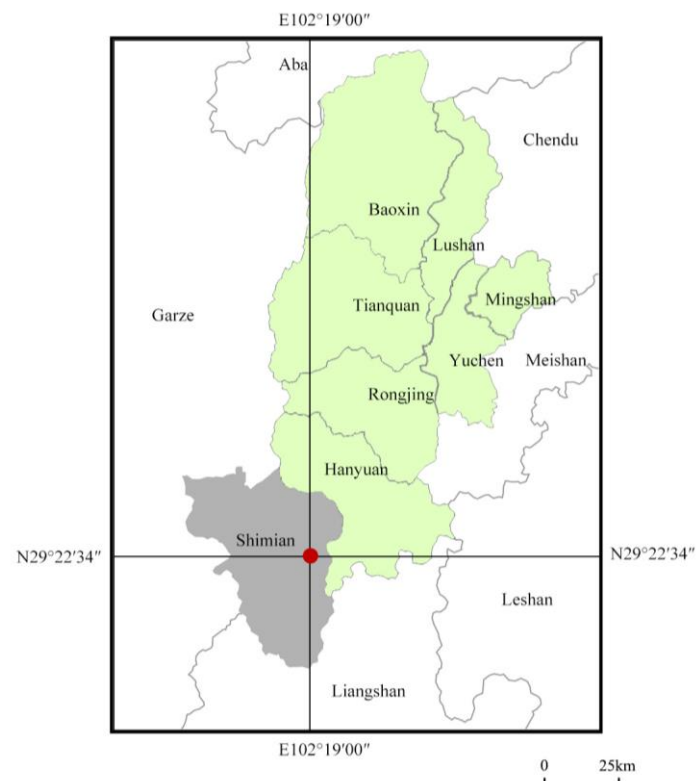 E102°19′00″
Aba
Chendu
Baoxin
Lushan
Mingshan
Tianquan
Garze
Yuchen
Meishan
Rongjing
Hanyuan
Shimian
N29°22′34″
N29°22′34″
Leshan
Liangshan
E102°19′00″
0
25km